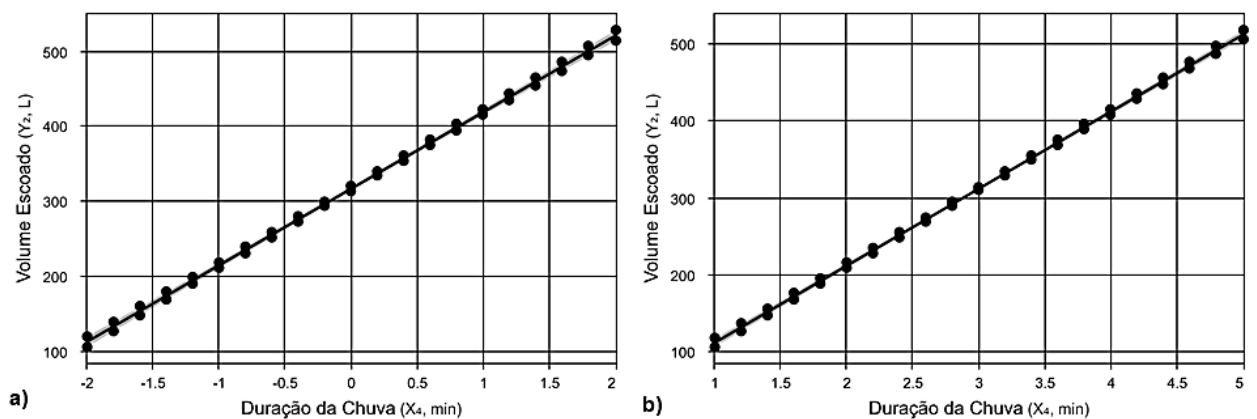 Volume Escoado (Y₂, L)
500
400
300
200
100
-2 -1.5 -1 -0.5 0 0.5 1 1.5 2
a) Duração da Chuva (X₄, min)
Volume Escoado (Y₂, L)
500
400
300
200
100
1 1.5 2 2.5 3 3.5 4 4.5 5
b) Duração da Chuva (X₄, min)